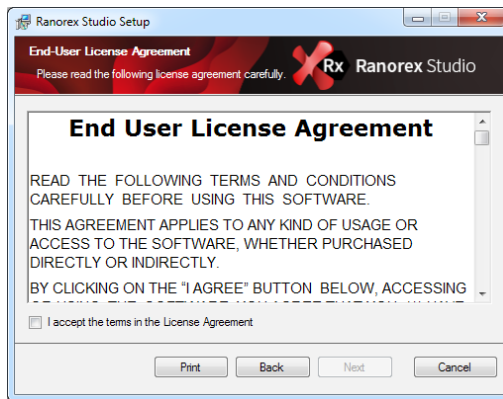 Ranorex Studio Setup
End-User License Agreement
Please read the following license agreement carefully.
Rx Ranorex Studio
End User License Agreement
READ THE FOLLOWING TERMS AND CONDITIONS
CAREFULLY BEFORE USING THIS SOFTWARE.
THIS AGREEMENT APPLIES TO ANY KIND OF USAGE OR
ACCESS TO THE SOFTWARE, WHETHER PURCHASED
DIRECTLY OR INDIRECTLY.
BY CLICKING ON THE “I AGREE” BUTTON BELOW, ACCESSING
I accept the terms in the License Agreement
Print Back Next Cancel